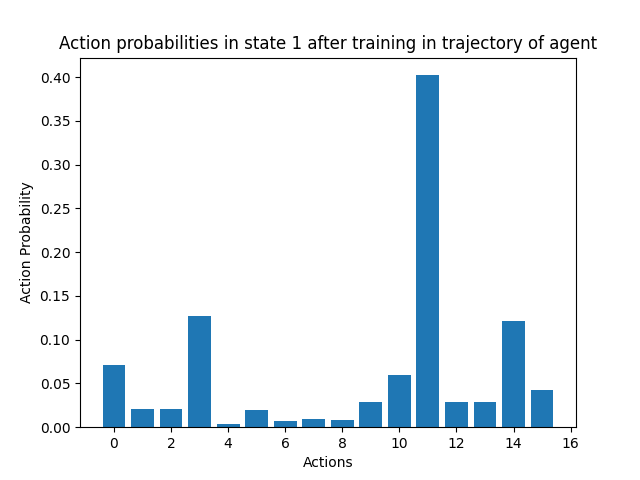 Action probabilities in state 1 after training in trajectory of agent
0.40
0.35
0.30
0.25
0.20
0.15
0.10
0.05
0.00
Action Probability
0 2 4 6 8 10 12 14 16
Actions